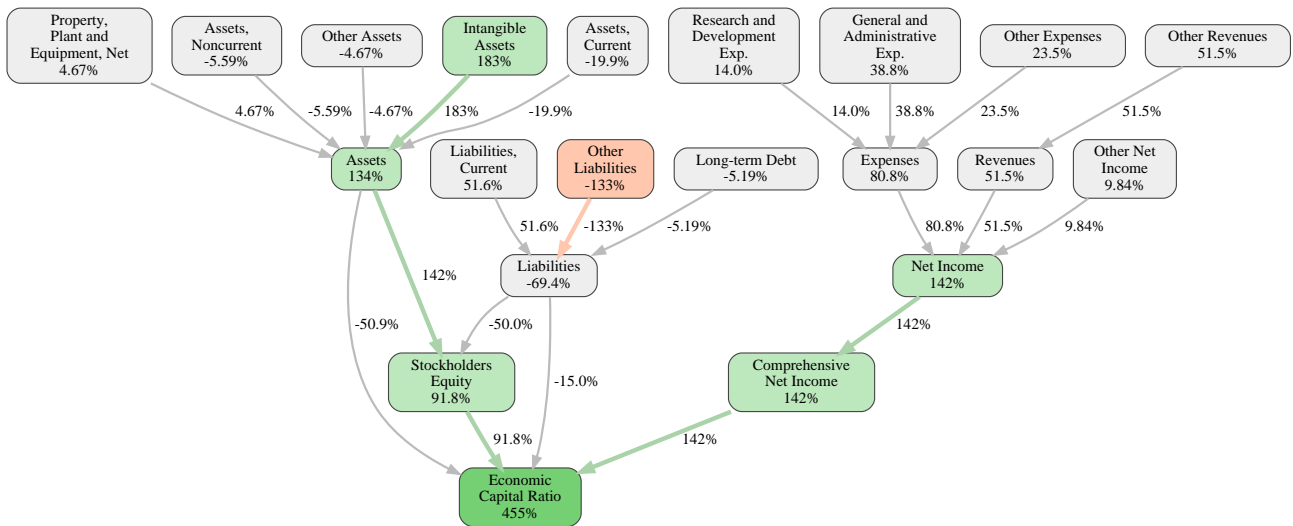 Property,
Plant and
Equipment, Net
4.67%
Assets,
Noncurrent
-5.59%
Other Assets
-4.67%
Intangible
Assets
183%
Assets,
Current
-19.9%
Research and
Development
Exp.
14.0%
General and
Administrative
Exp.
38.8%
Other Expenses
23.5%
Other Revenues
51.5%
4.67%
-5.59%
-4.67%
183%
-19.9%
14.0%
38.8%
23.5%
51.5%
Assets
134%
Liabilities,
Current
51.6%
Other
Liabilities
-133%
Long-term Debt
-5.19%
Expenses
80.8%
Revenues
51.5%
Other Net
Income
9.84%
51.6%
-133%
-5.19%
80.8%
51.5%
9.84%
Liabilities
-69.4%
Net Income
142%
142%
-50.9%
-50.0%
142%
Stockholders
Equity
91.8%
-15.0%
Comprehensive
Net Income
142%
91.8%
142%
Economic
Capital Ratio
455%